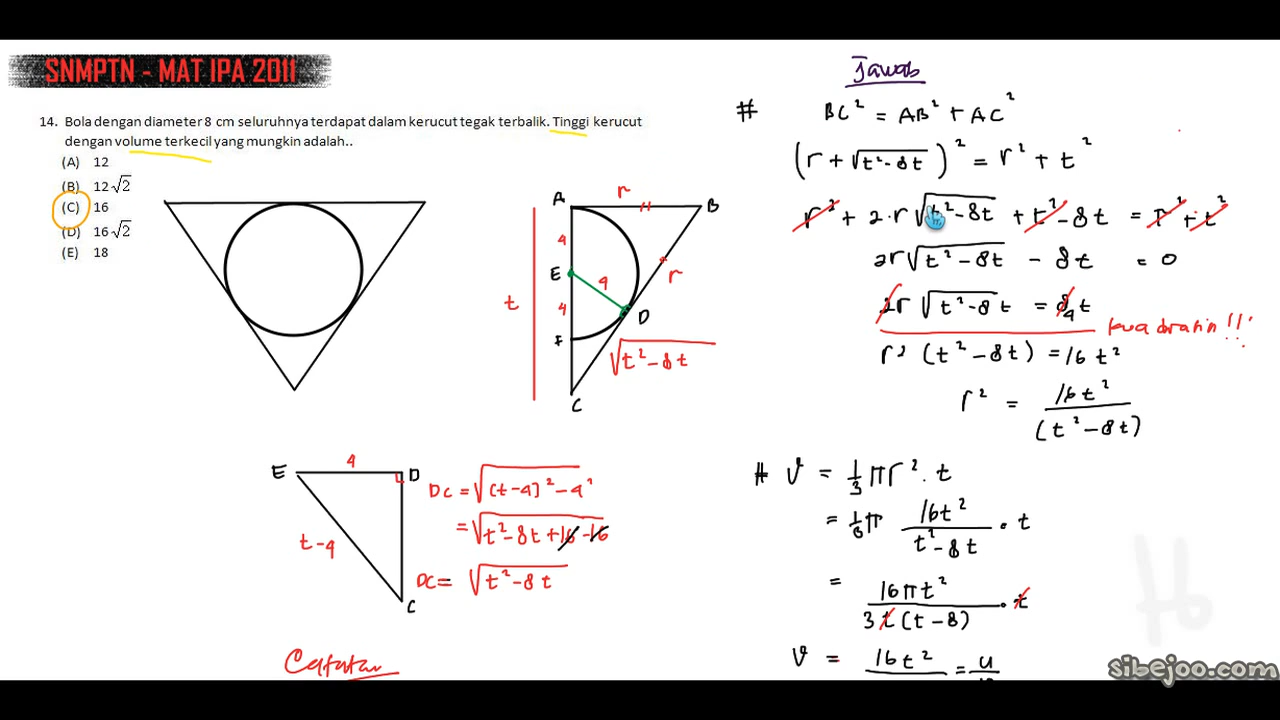 SNMPTN - MAT IPA 2011
14. Bola dengan diameter 8 cm seluruhnya terdapat dalam kerucut tegak terbalik. Tinggi kerucut
dengan volume terkecil yang mungkin adalah..
(A) 12
(B) 12√2
(C) 16
(D) 16√2
(E) 18
A
r
B
4
E
4
r
t
4
D
F
√t²-8t
C
E
4
D
t-4
C
DC = √(t-4)²-4²
= √t²-8t+16-16
DC = √t²-8t
Catatan
Jawab
# BC² = AB² + AC²
(r + √t²-8t)² = r² + t²
r² + 2.r√t²-8t + t²-8t = r² + t²
2r√t²-8t - 8t = 0
2r√t²-8t = 8t
4
kuadratin!!
r² (t²-8t) = 16t²
r² = 16t² / (t²-8t)
# V = 1/3 πr².t
= 1/3 π 16t² / t²-8t . t
= 16πt² / 3t(t-8) . t
V = 16t² = u
sibejoo.com